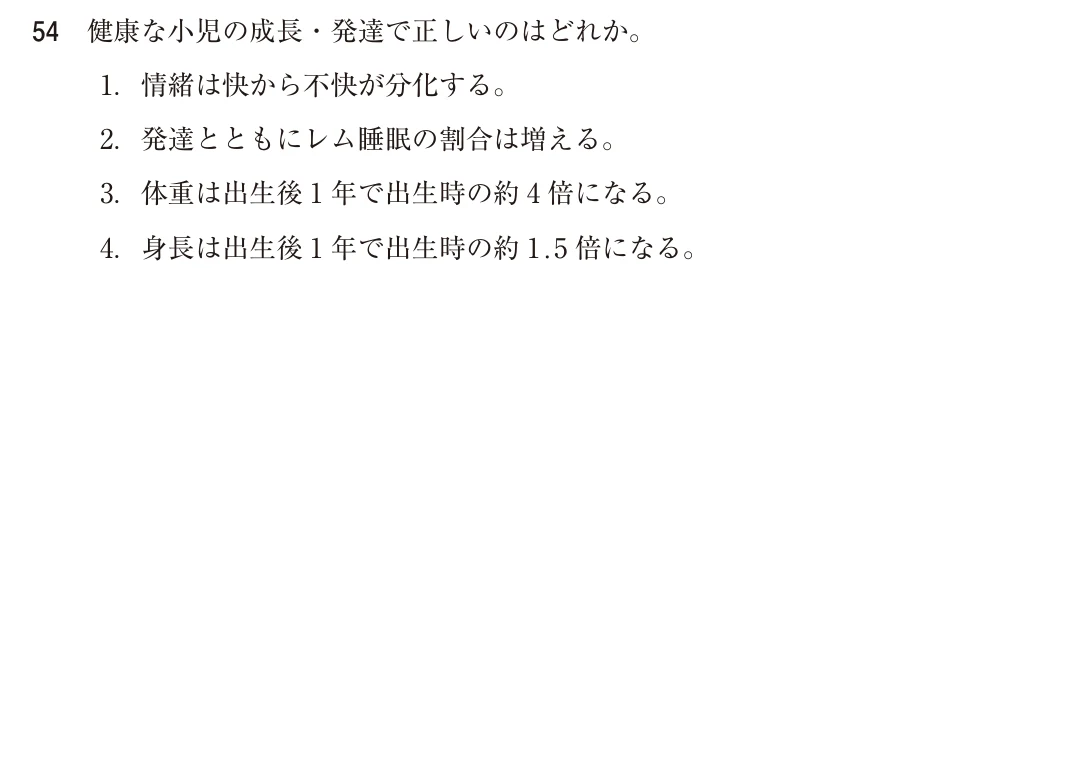 54 健康な小児の成長・発達で正しいのはどれか。
1. 情緒は快から不快が分化する。
2. 発達とともにレム睡眠の割合は増える。
3. 体重は出生後1年で出生時の約4倍になる。
4. 身長は出生後1年で出生時の約1.5倍になる。